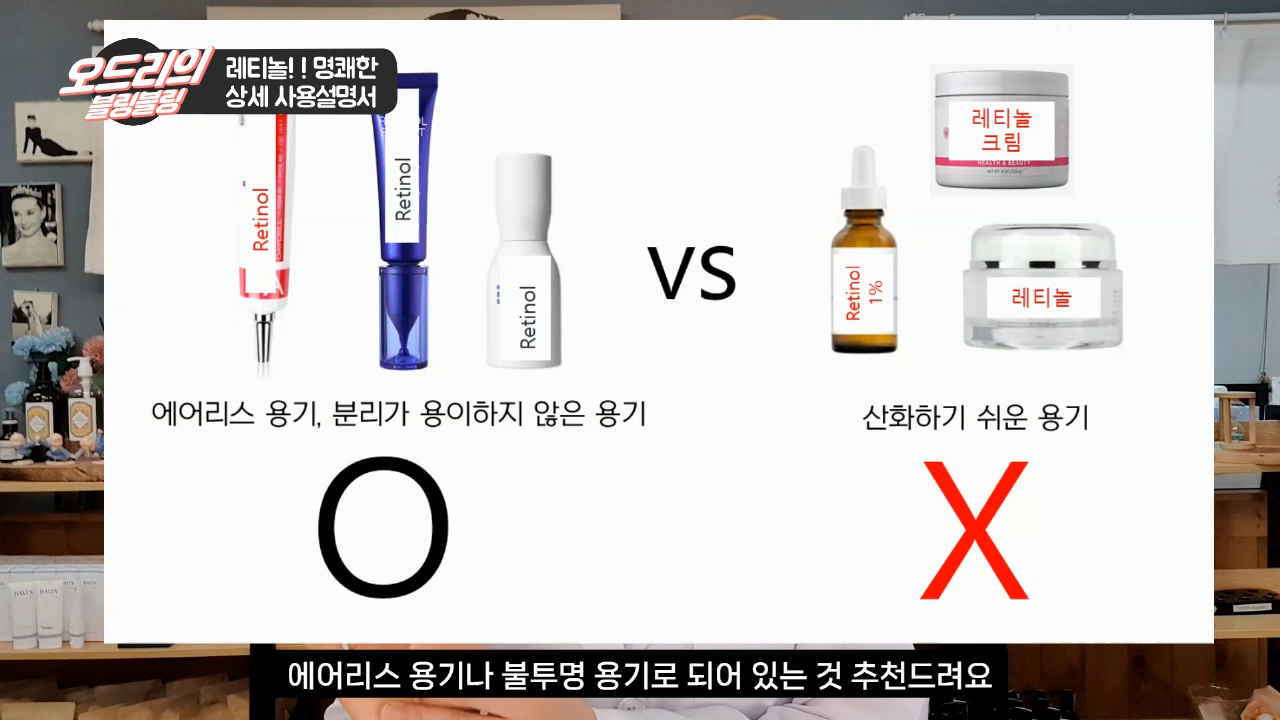 오드리의
블링블링
레티놀!! 명쾌한
상세 사용설명서
Retinol
Retinol
Retinol
VS
Retinol
1%
레티놀
크림
HEALTH & BEAUTY
레티놀
에어리스 용기, 분리가 용이하지 않은 용기
산화하기 쉬운 용기
O
X
에어리스 용기나 불투명 용기로 되어 있는 것 추천드려요